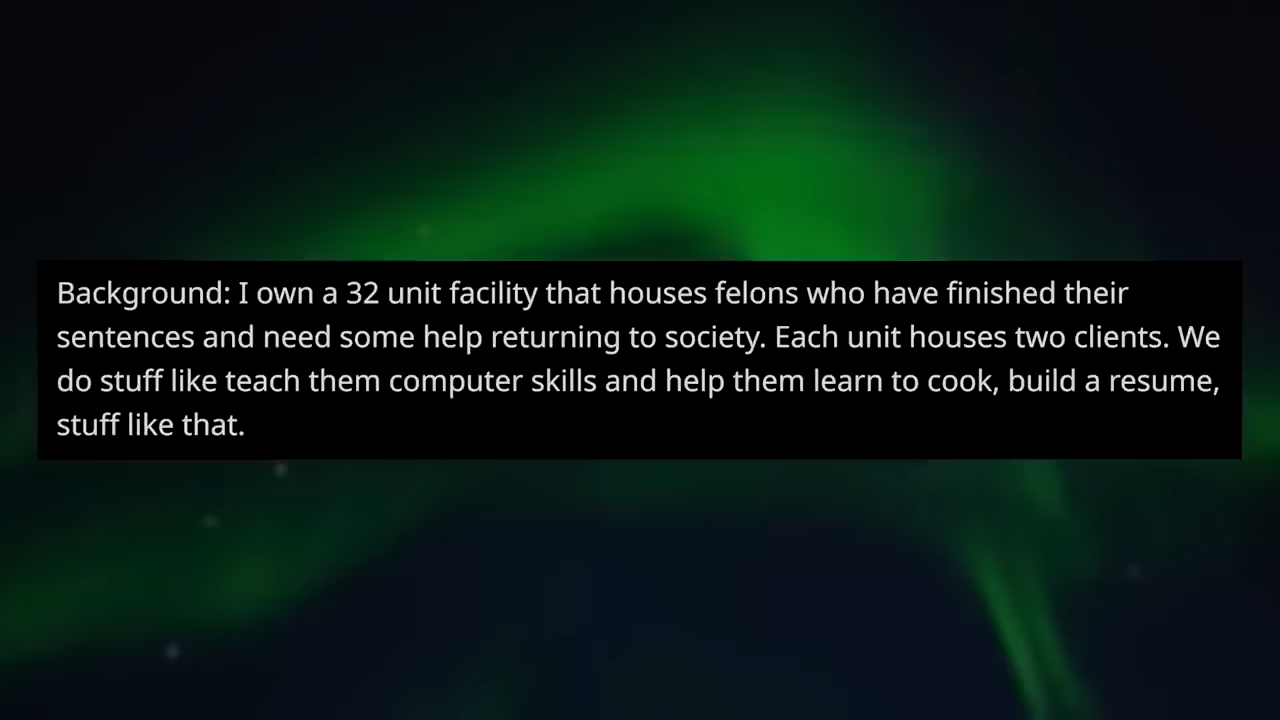 Background: I own a 32 unit facility that houses felons who have finished their
sentences and need some help returning to society. Each unit houses two clients. We
do stuff like teach them computer skills and help them learn to cook, build a resume,
stuff like that.